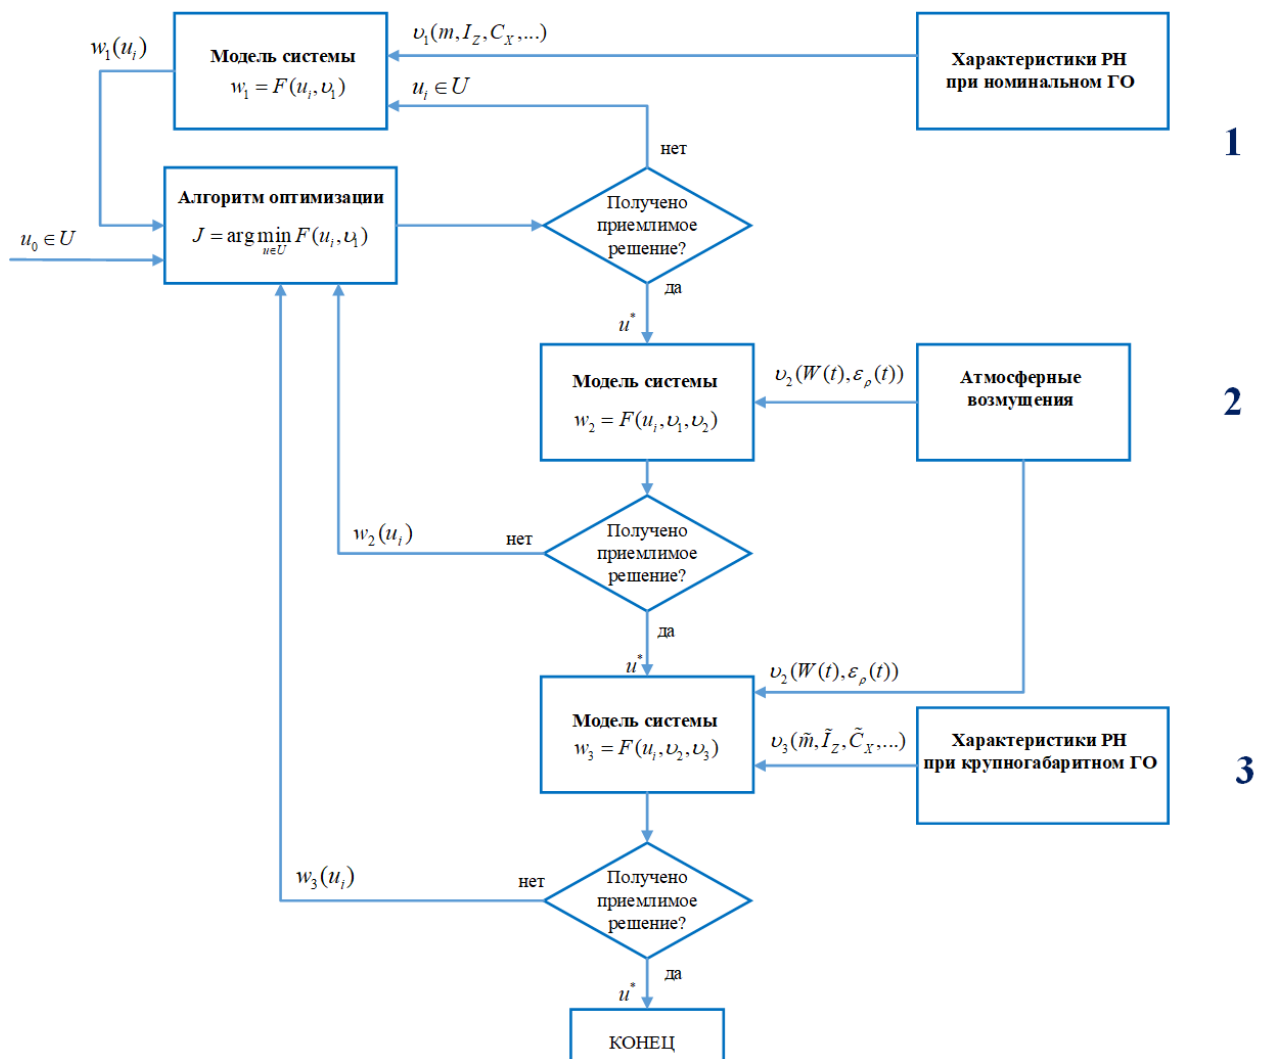 w₁(uᵢ)
Модель системы
w₁ = F(uᵢ, υ₁)
υ₁(m, I_Z, C_X, ...)
uᵢ ∈ U
Характеристики РН
при номинальном ГО
1
нет
Алгоритм оптимизации
J = arg min F(uᵢ, υ₁)
u∈U
u₀ ∈ U
Получено
приемлимое
решение?
да
u*
Модель системы
w₂ = F(uᵢ, υ₁, υ₂)
υ₂(W(t), ε_ρ(t))
Атмосферные
возмущения
2
w₂(uᵢ)
нет
Получено
приемлимое
решение?
да
u*
υ₂(W(t), ε_ρ(t))
Модель системы
w₃ = F(uᵢ, υ₂, υ₃)
υ₃(m̃, Ĩ_Z, C̃_X, ...)
Характеристики РН
при крупногабаритном ГО
3
w₃(uᵢ)
нет
Получено
приемлимое
решение?
да
u*
КОНЕЦ